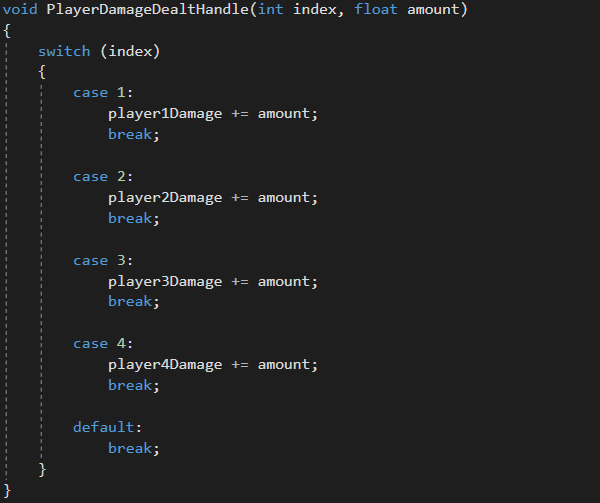 void PlayerDamageDealtHandle(int index, float amount)
{
switch (index)
{
case 1:
player1Damage += amount;
break;
case 2:
player2Damage += amount;
break;
case 3:
player3Damage += amount;
break;
case 4:
player4Damage += amount;
break;
default:
break;
}
}